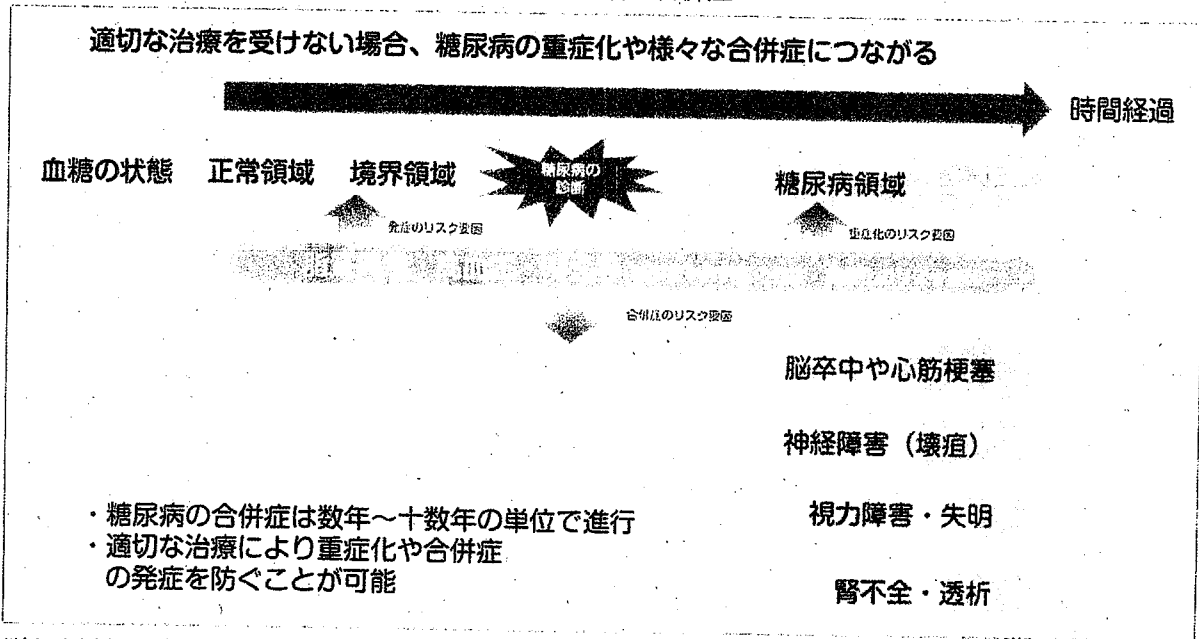 適切な治療を受けない場合、糖尿病の重症化や様々な合併症につながる
時間経過
血糖の状態 正常領域 境界領域 糖尿病の診断 糖尿病領域
発症のリスク要因 重症化のリスク要因
合併症のリスク要因
脳卒中や心筋梗塞
神経障害（壊疽）
・糖尿病の合併症は数年～十数年の単位で進行
視力障害・失明
・適切な治療により重症化や合併症
の発症を防ぐことが可能
腎不全・透析